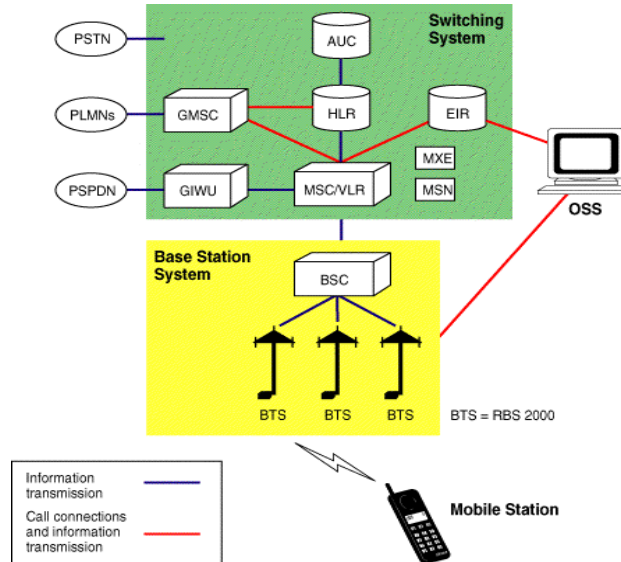 PSTN
AUC
Switching
System
PLMNs
GMSC
HLR
EIR
MXE
PSPDN
GIWU
MSC/VLR
MSN
OSS
Base Station
System
BSC
BTS
BTS
BTS
BTS = RBS 2000
Information
transmission
Call connections
and information
transmission
Mobile Station